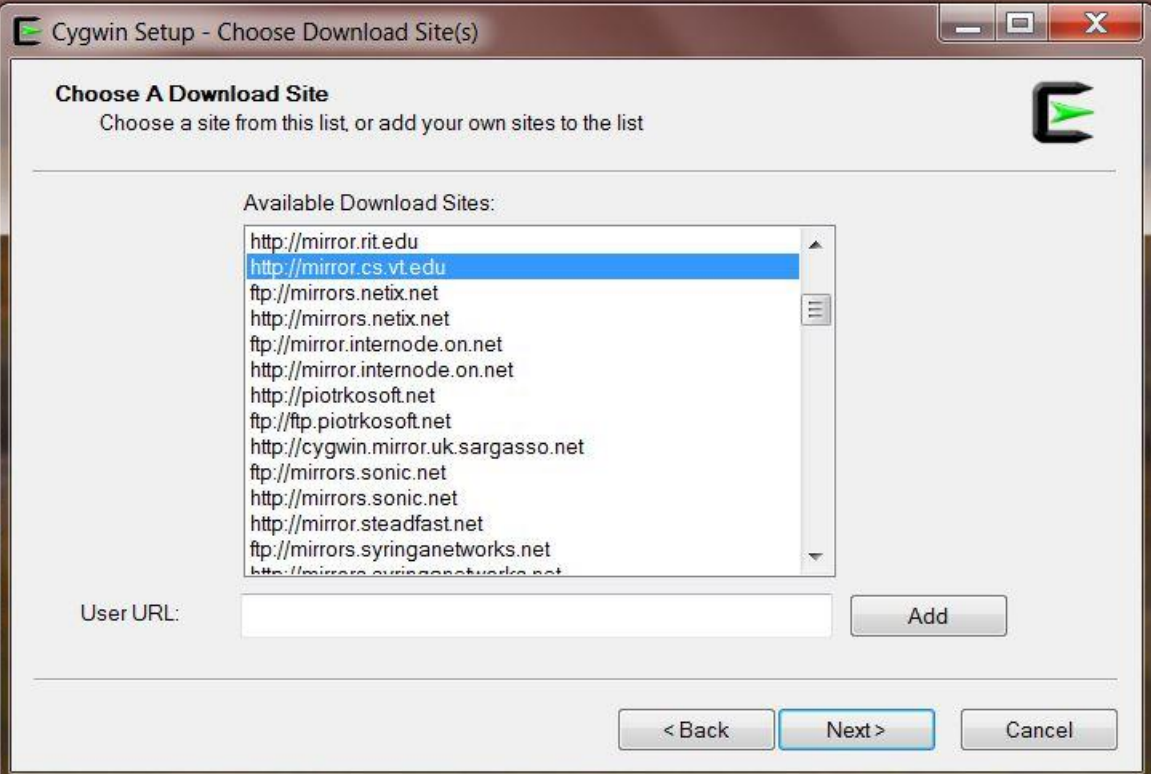 Cygwin Setup - Choose Download Site(s)
Choose A Download Site
Choose a site from this list, or add your own sites to the list
Available Download Sites:
http://mirror.rit.edu
http://mirror.cs.vt.edu
ftp://mirrors.netix.net
http://mirrors.netix.net
ftp://mirror.internode.on.net
http://mirror.internode.on.net
http://piotrkosoft.net
ftp://ftp.piotrkosoft.net
http://cygwin.mirror.uk.sargasso.net
ftp://mirrors.sonic.net
http://mirrors.sonic.net
http://mirror.steadfast.net
ftp://mirrors.syringanetworks.net
http://mirrors.syringanetworks.net
User URL:
Add
< Back
Next >
Cancel